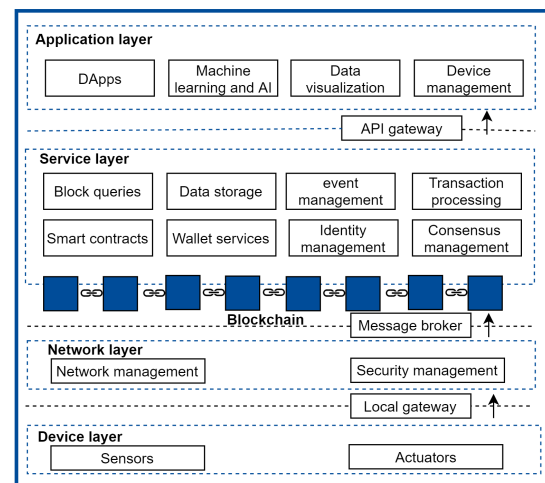 Application layer
DApps
Machine
learning and AI
Data
visualization
Device
management
API gateway
Service layer
Block queries
Data storage
event
management
Transaction
processing
Smart contracts
Wallet services
Identity
management
Consensus
management
Blockchain
Message broker
Network layer
Network management
Security management
Local gateway
Device layer
Sensors
Actuators